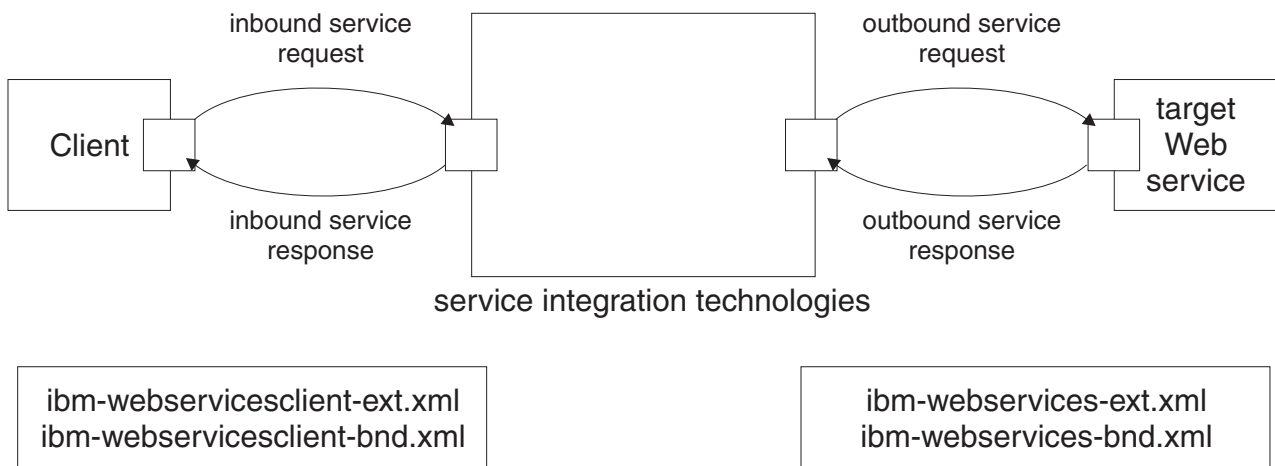 inbound service
request
outbound service
request
Client
target
Web
service
inbound service
response
outbound service
response
service integration technologies
ibm-webservicesclient-ext.xml
ibm-webservicesclient-bnd.xml
ibm-webservices-ext.xml
ibm-webservices-bnd.xml